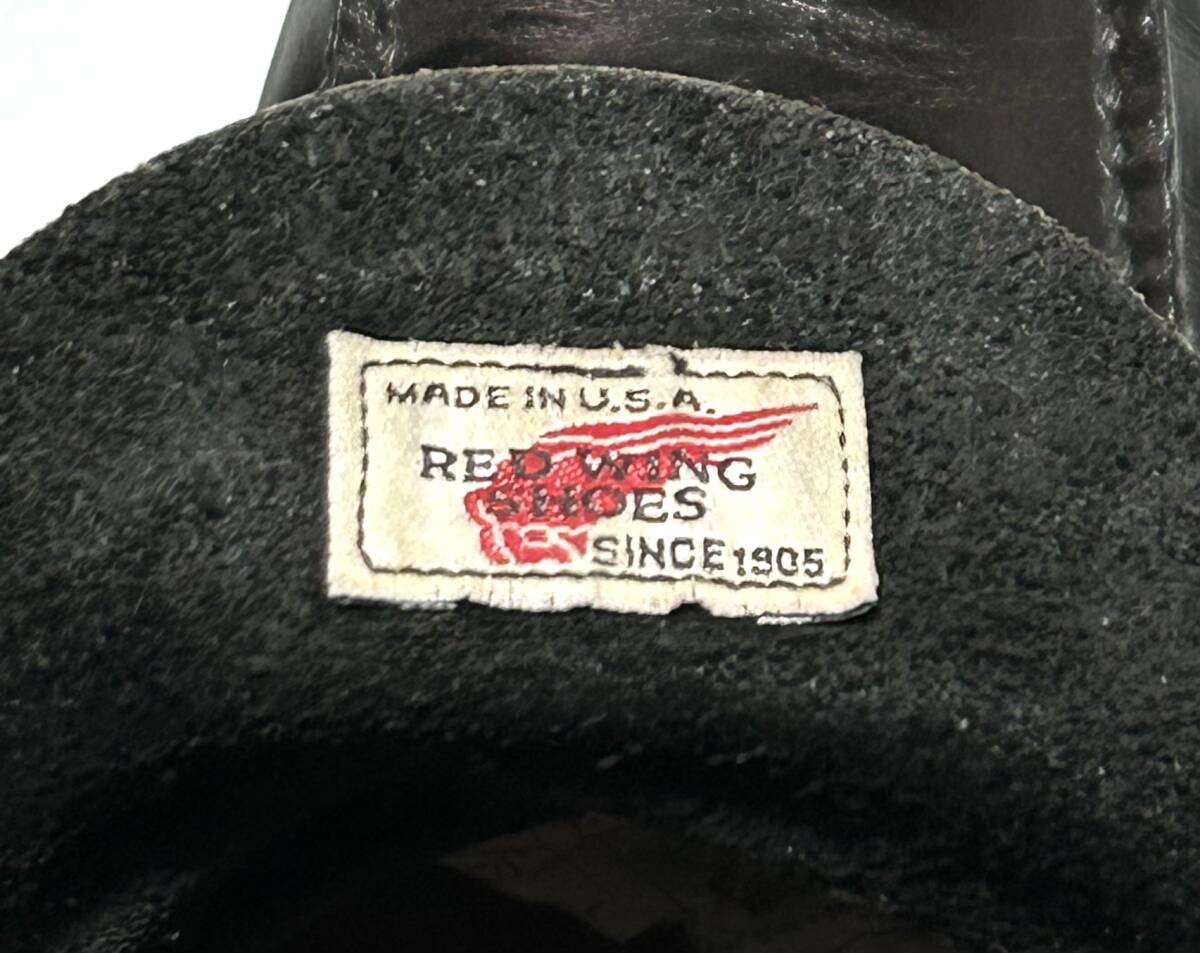 MADE IN U.S.A.
RED WING
SHOES
SINCE 1905